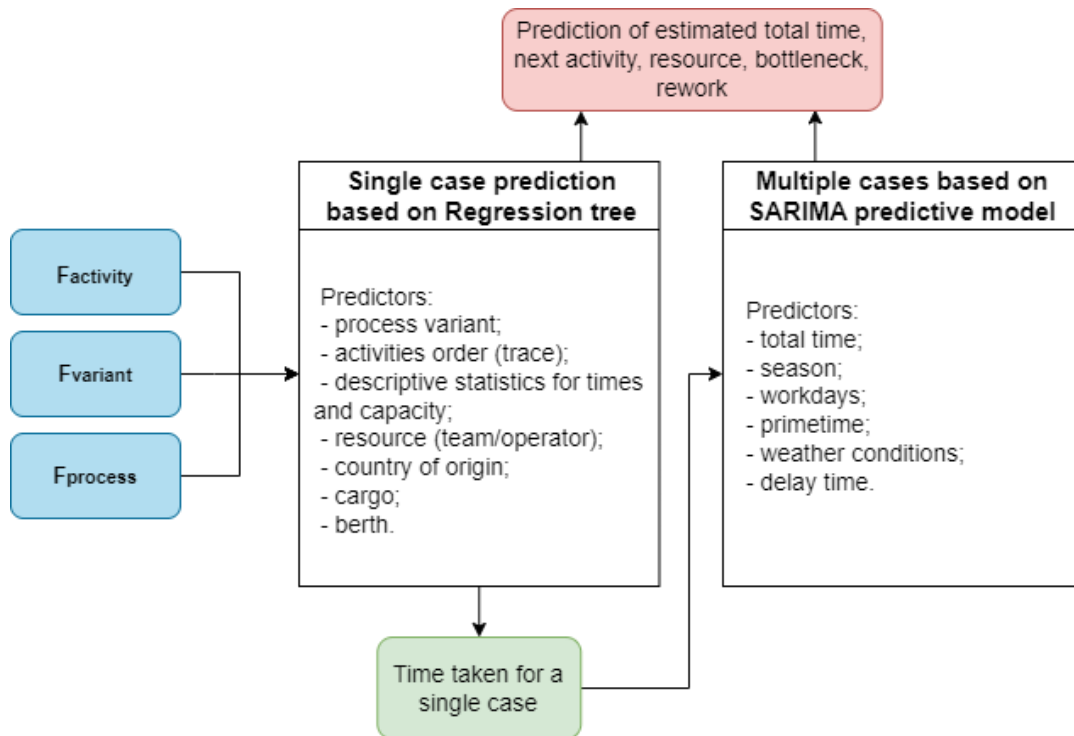 Prediction of estimated total time,
next activity, resource, bottleneck,
rework
Single case prediction
based on Regression tree
Multiple cases based on
SARIMA predictive model
Factivity
Fvariant
Fprocess
Predictors:
- process variant;
- activities order (trace);
- descriptive statistics for times
and capacity;
- resource (team/operator);
- country of origin;
- cargo;
- berth.
Predictors:
- total time;
- season;
- workdays;
- primetime;
- weather conditions;
- delay time.
Time taken for a
single case